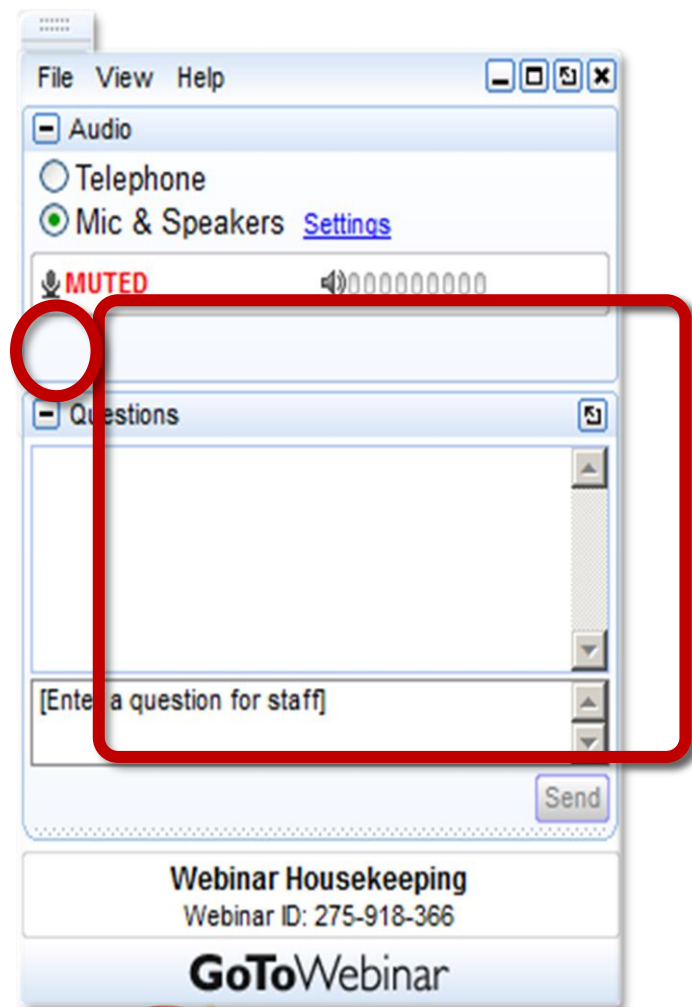 File View Help
Audio
Telephone
Mic & Speakers Settings
MUTED
Questions
[Enter a question for staff]
Send
Webinar Housekeeping
Webinar ID: 275-918-366
GoToWebinar